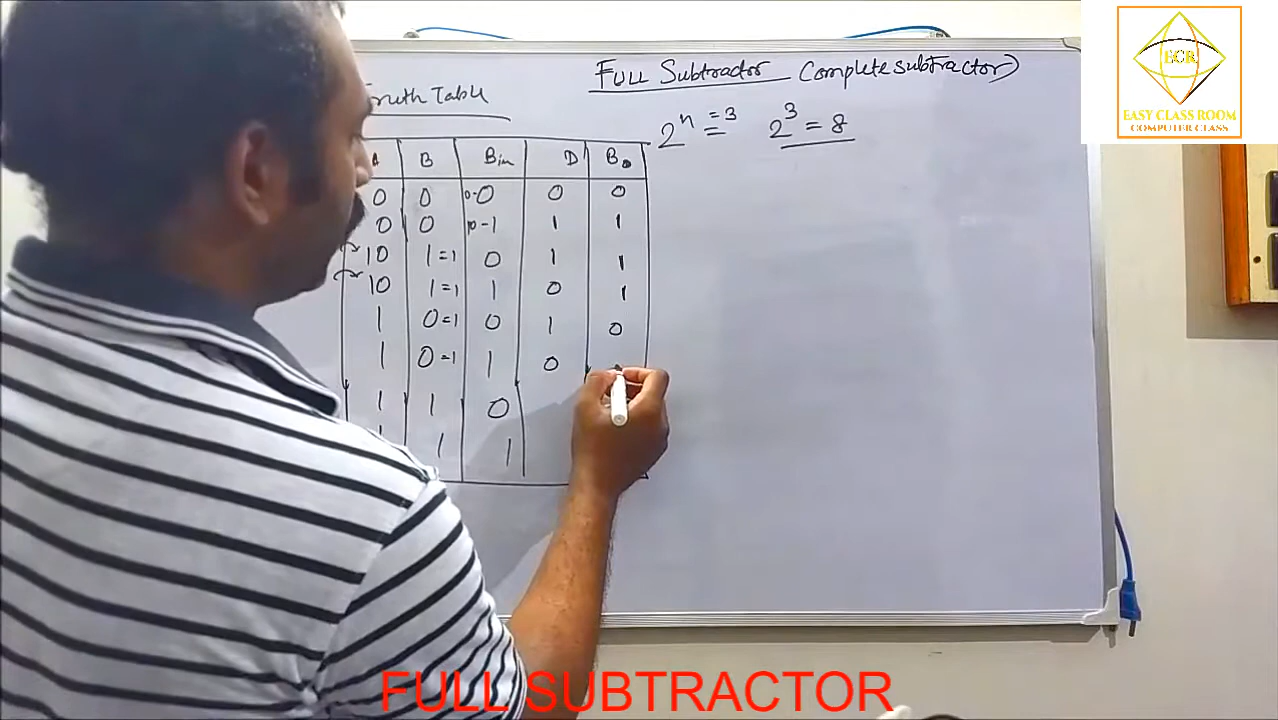 FULL Subtractor Complete subtractor)
Truth Table
2^n = 3 2^3 = 8
A B Bin D Bo
0 0 0-0 0 0
0 0 10-1 1 1
10 1=1 0 1 1
10 1=1 1 0 1
1 0=1 0 1 0
1 0=1 1 0
1 1 0
1 1
ECR
EASY CLASS ROOM
COMPUTER CLASS
FULL SUBTRACTOR